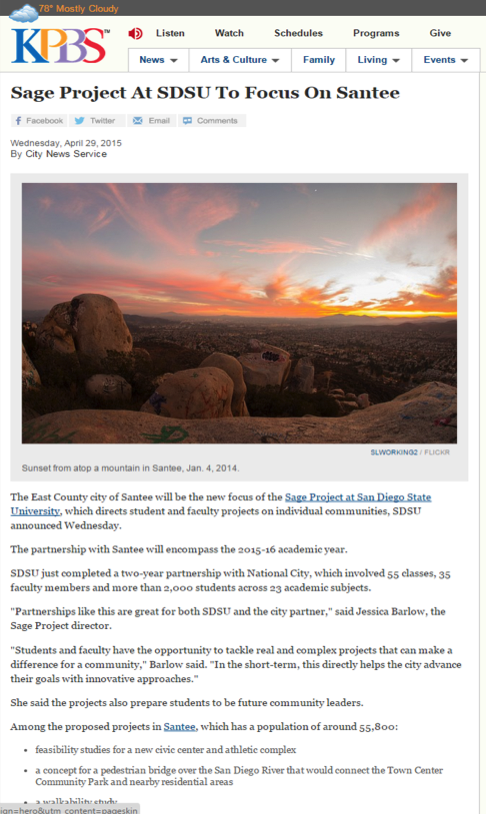 78° Mostly Cloudy
KPBS™
Listen Watch Schedules Programs Give
News Arts & Culture Family Living Events
Sage Project At SDSU To Focus On Santee
Facebook Twitter Email Comments
Wednesday, April 29, 2015
By City News Service
SLWORKING2 / FLICKR
Sunset from atop a mountain in Santee, Jan. 4, 2014.
The East County city of Santee will be the new focus of the Sage Project at San Diego State
University, which directs student and faculty projects on individual communities, SDSU
announced Wednesday.
The partnership with Santee will encompass the 2015-16 academic year.
SDSU just completed a two-year partnership with National City, which involved 55 classes, 35
faculty members and more than 2,000 students across 23 academic subjects.
"Partnerships like this are great for both SDSU and the city partner," said Jessica Barlow, the
Sage Project director.
"Students and faculty have the opportunity to tackle real and complex projects that can make a
difference for a community," Barlow said. "In the short-term, this directly helps the city advance
their goals with innovative approaches."
She said the projects also prepare students to be future community leaders.
Among the proposed projects in Santee, which has a population of around 55,800:
• feasibility studies for a new civic center and athletic complex
• a concept for a pedestrian bridge over the San Diego River that would connect the Town Center
Community Park and nearby residential areas
• a walkability study
ign=hero&utm_content=pageskin